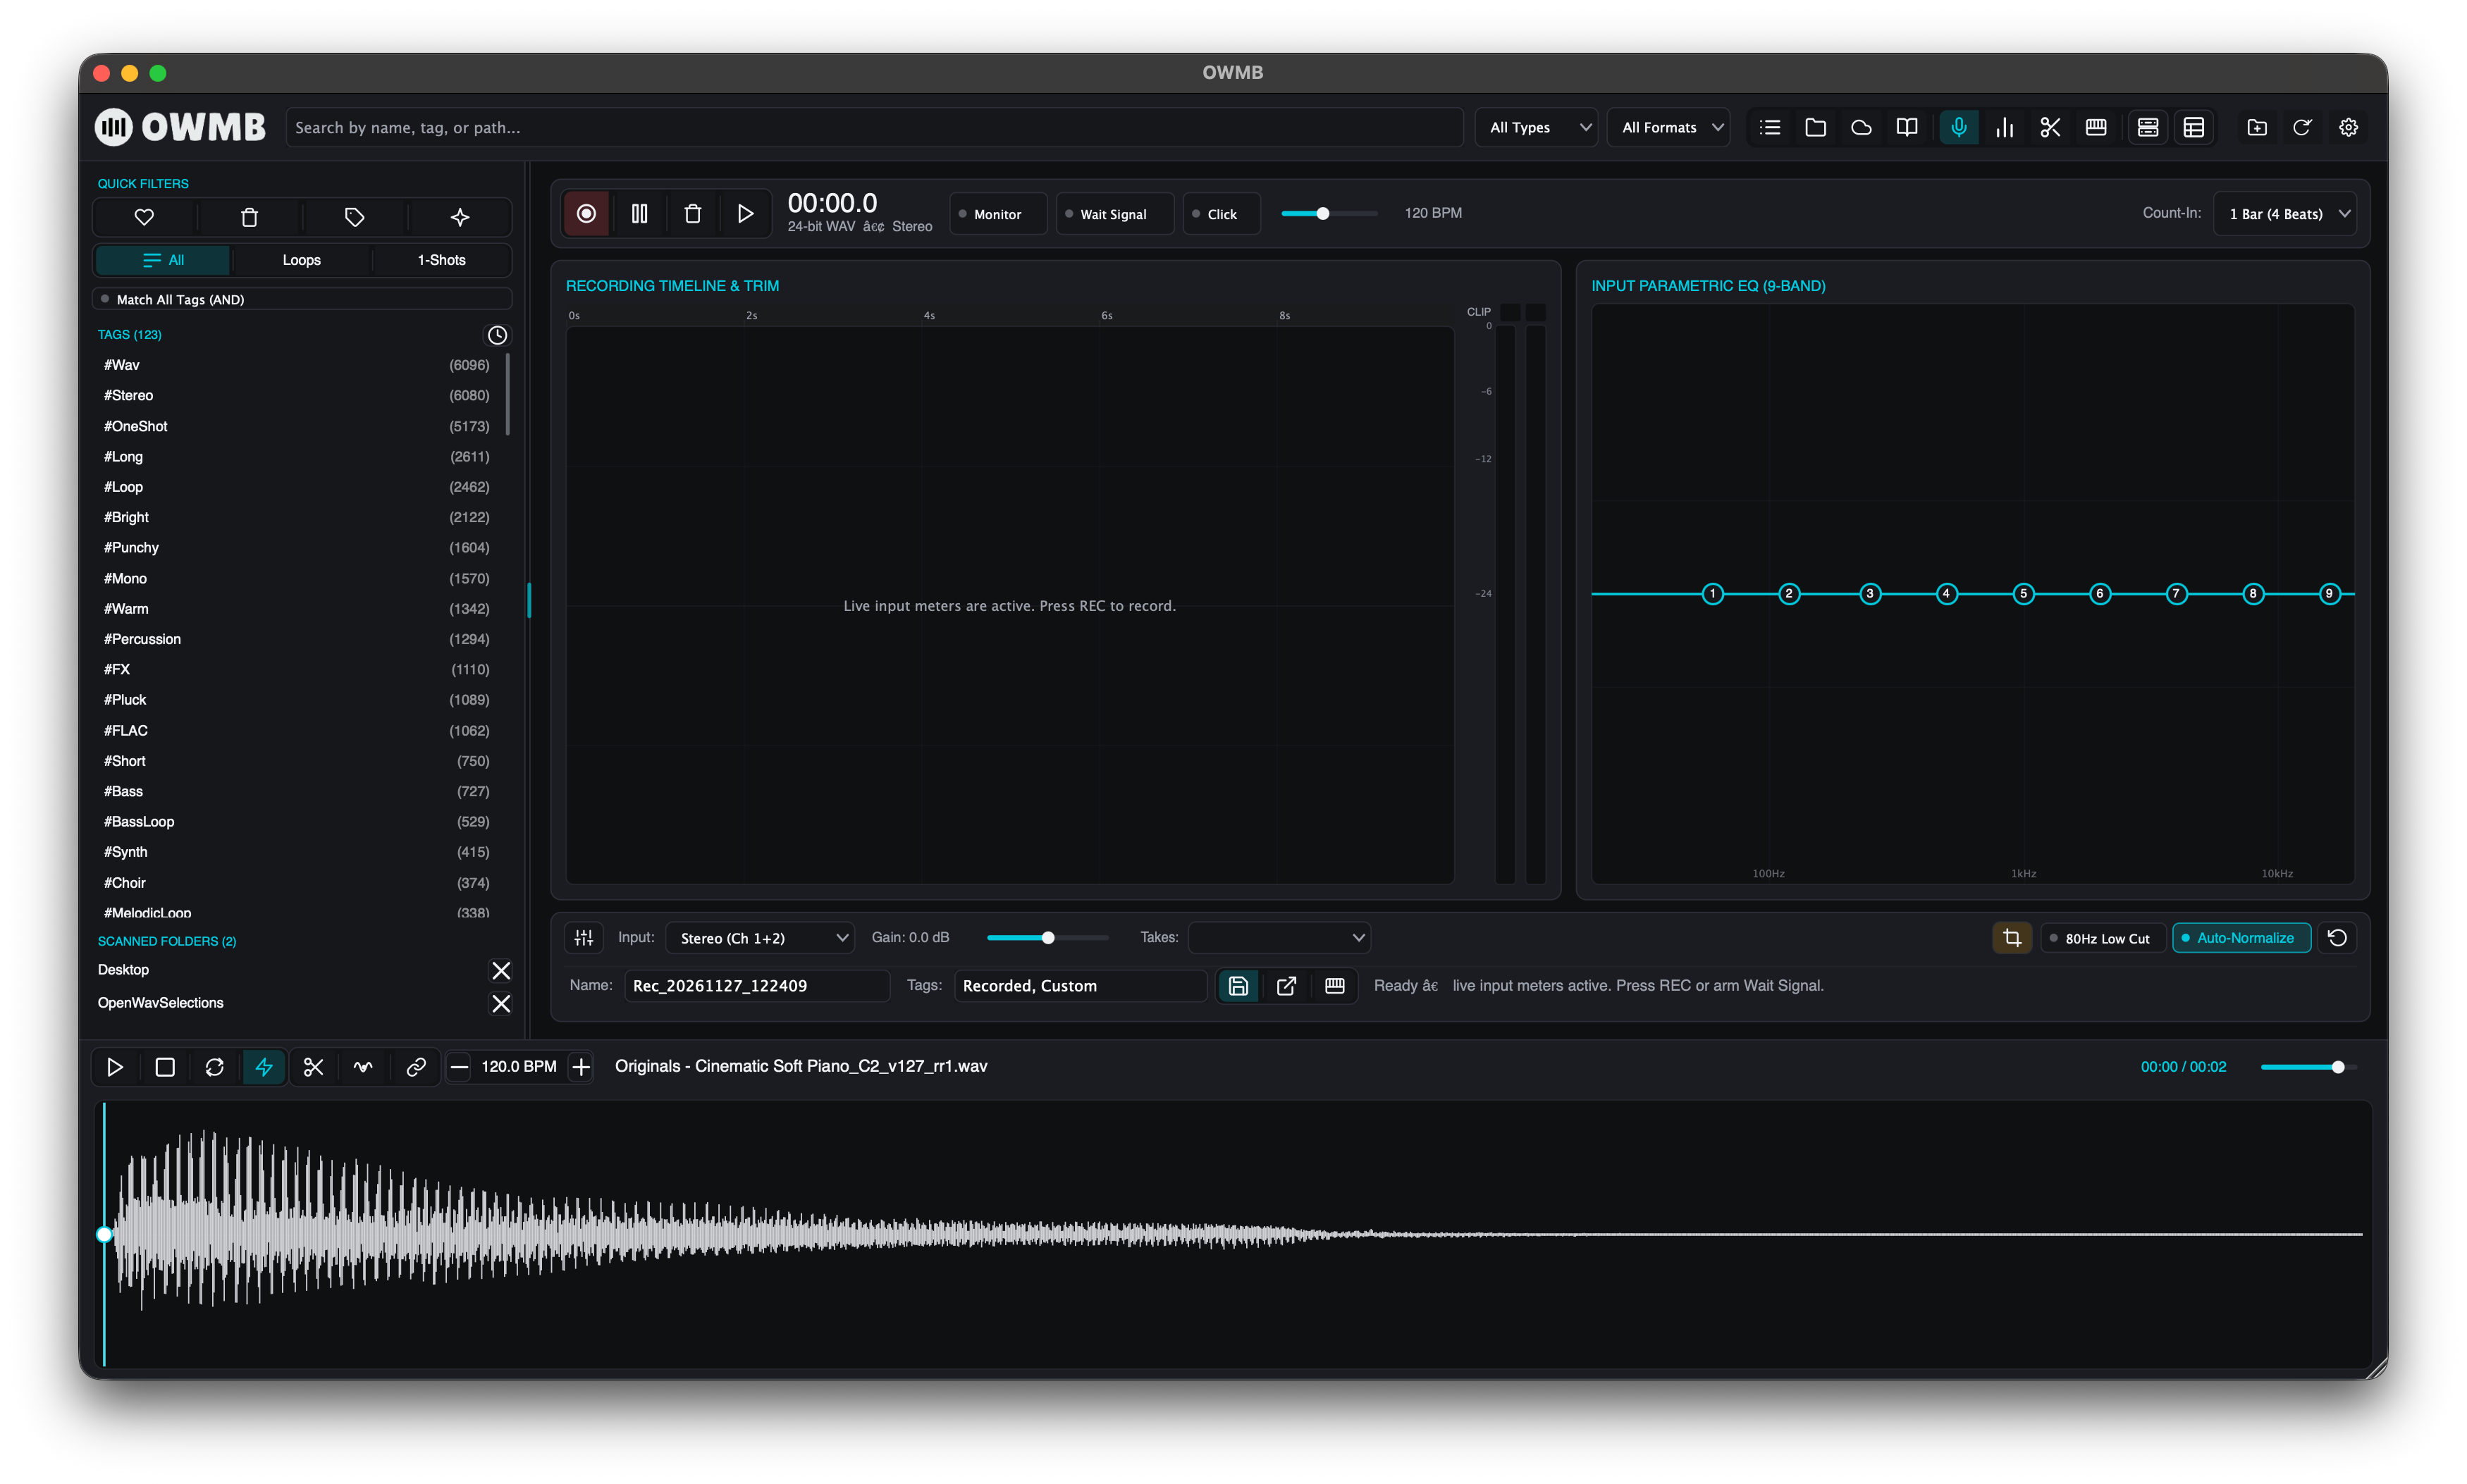 OWMB
OWMB
Search by name, tag, or path...
All Types
All Formats
QUICK FILTERS
All
Loops
1-Shots
Match All Tags (AND)
TAGS (123)
#Wav (6096)
#Stereo (6080)
#OneShot (5173)
#Long (2611)
#Loop (2462)
#Bright (2122)
#Punchy (1604)
#Mono (1570)
#Warm (1342)
#Percussion (1294)
#FX (1110)
#Pluck (1089)
#FLAC (1062)
#Short (750)
#Bass (727)
#BassLoop (529)
#Synth (415)
#Choir (374)
#MelodicLoop (338)
SCANNED FOLDERS (2)
Desktop
OpenWavSelections
00:00.0
24-bit WAV â€¢ Stereo
Monitor
Wait Signal
Click
120 BPM
Count-In:
1 Bar (4 Beats)
RECORDING TIMELINE & TRIM
0s 2s 4s 6s 8s
CLIP
0
-6
-12
-24
Live input meters are active. Press REC to record.
INPUT PARAMETRIC EQ (9-BAND)
1 2 3 4 5 6 7 8 9
100Hz 1kHz 10kHz
Input:
Stereo (Ch 1+2)
Gain: 0.0 dB
Takes:
80Hz Low Cut
Auto-Normalize
Name:
Rec_20261127_122409
Tags:
Recorded, Custom
Ready â€ live input meters active. Press REC or arm Wait Signal.
120.0 BPM
Originals - Cinematic Soft Piano_C2_v127_rr1.wav
00:00 / 00:02